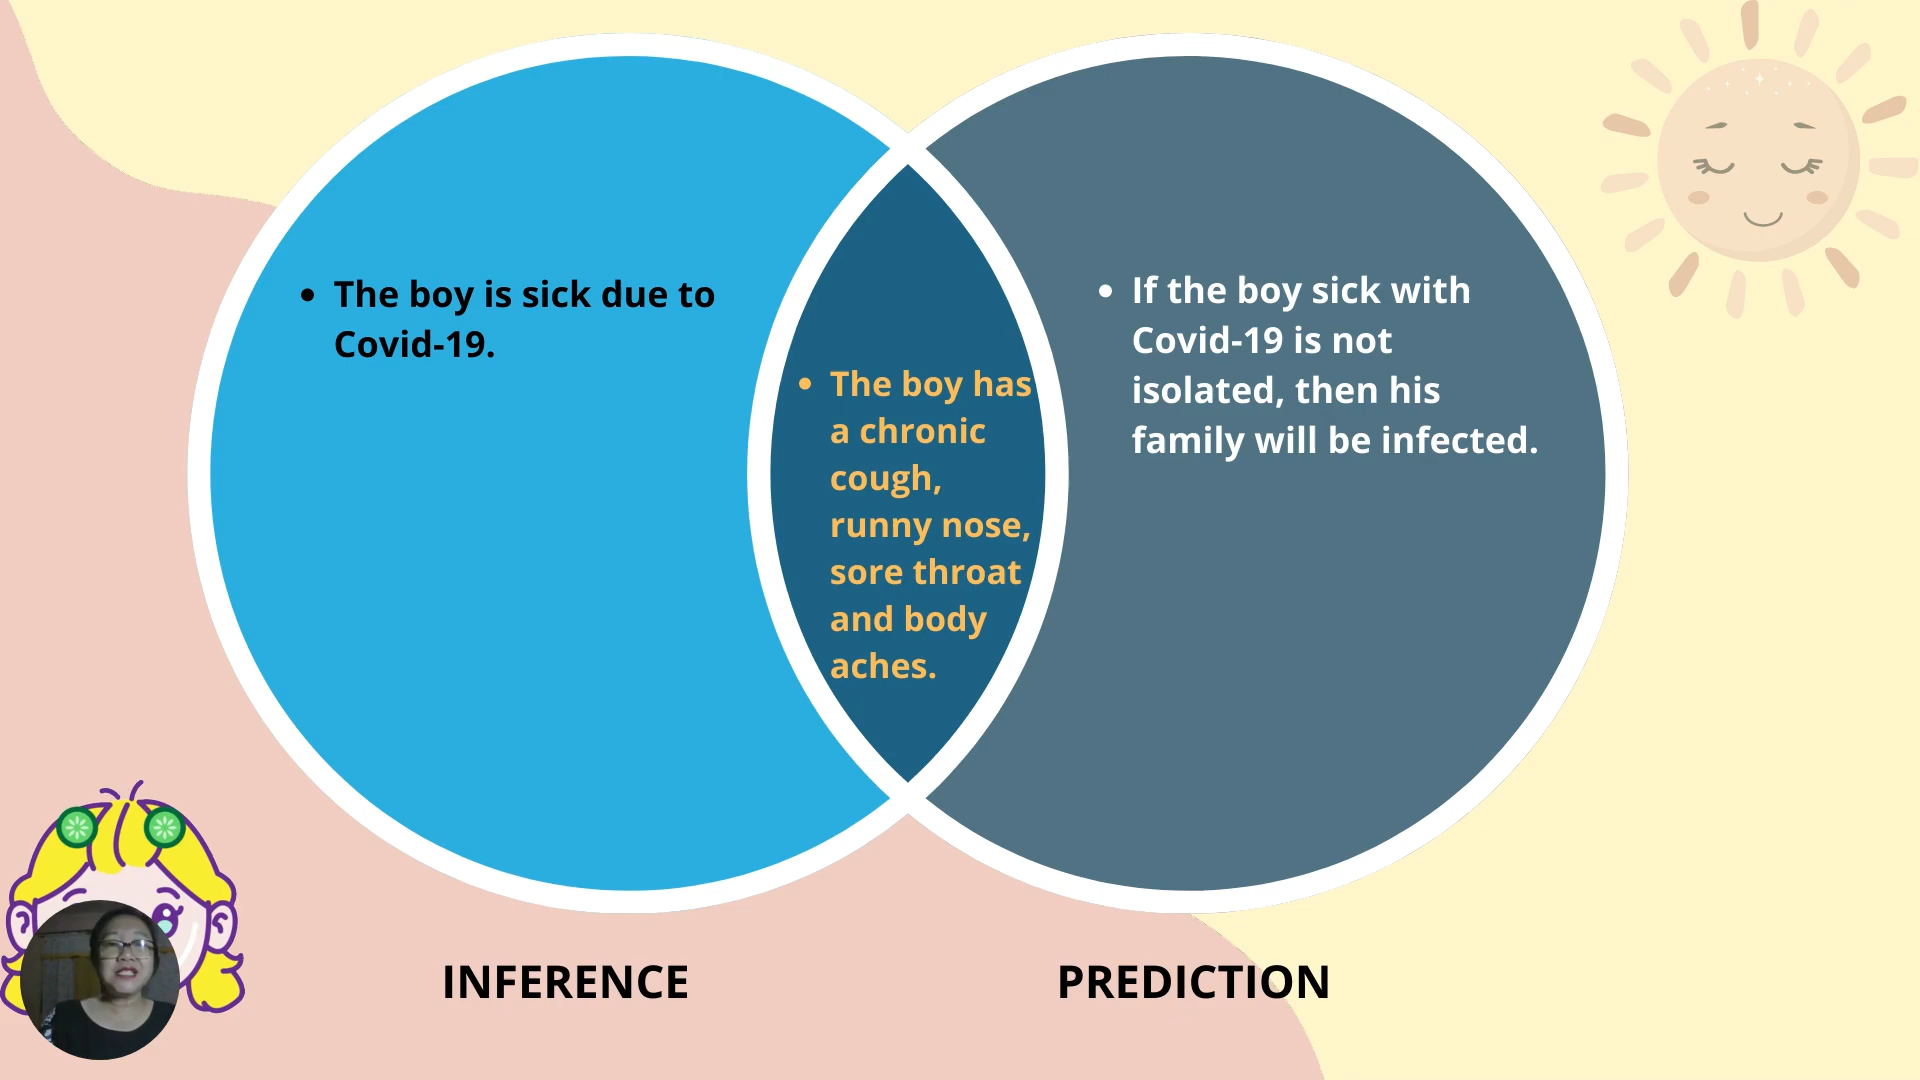 The boy is sick due to
Covid-19.
The boy has
a chronic
cough,
runny nose,
sore throat
and body
aches.
If the boy sick with
Covid-19 is not
isolated, then his
family will be infected.
INFERENCE
PREDICTION